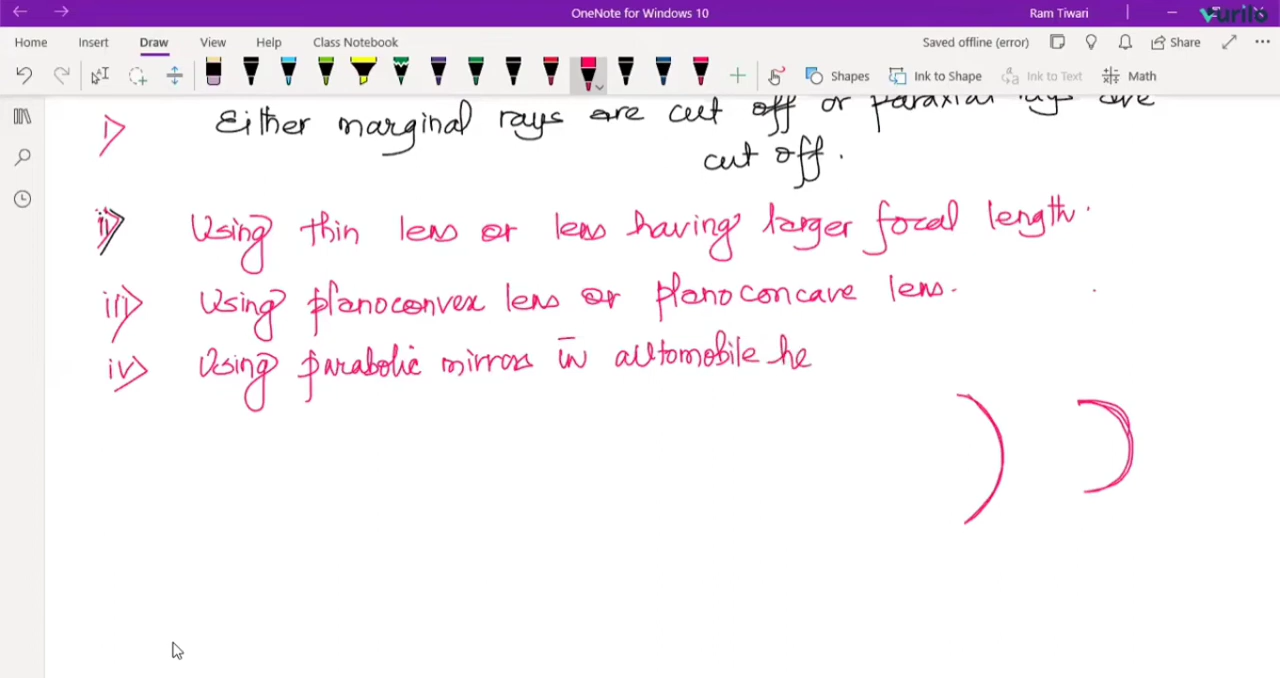 OneNote for Windows 10
Ram Tiwari
Yurilo
Home Insert Draw View Help Class Notebook
Saved offline (error) Share
Shapes Ink to Shape Ink to Text Math
i) Either marginal rays are cut off or paraxial rays are
cut off.
ii) Using thin lens or lens having larger focal length.
iii) Using planoconvex lens or planoconcave lens.
iv) Using parabolic mirros in automobile he